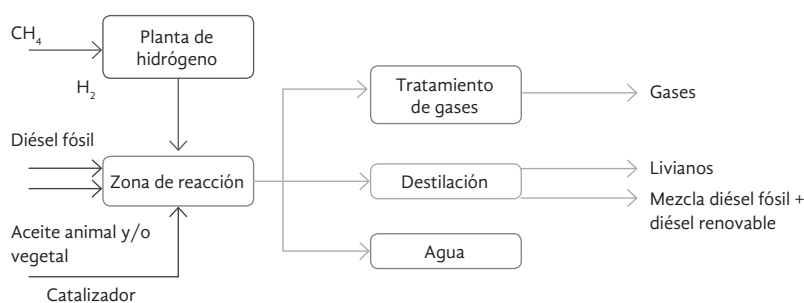 CH₄
Planta de
hidrógeno
H₂
Diésel fósil
Zona de reacción
Aceite animal y/o
vegetal
Catalizador
Tratamiento
de gases
Gases
Destilación
Livianos
Mezcla diésel fósil +
diésel renovable
Agua